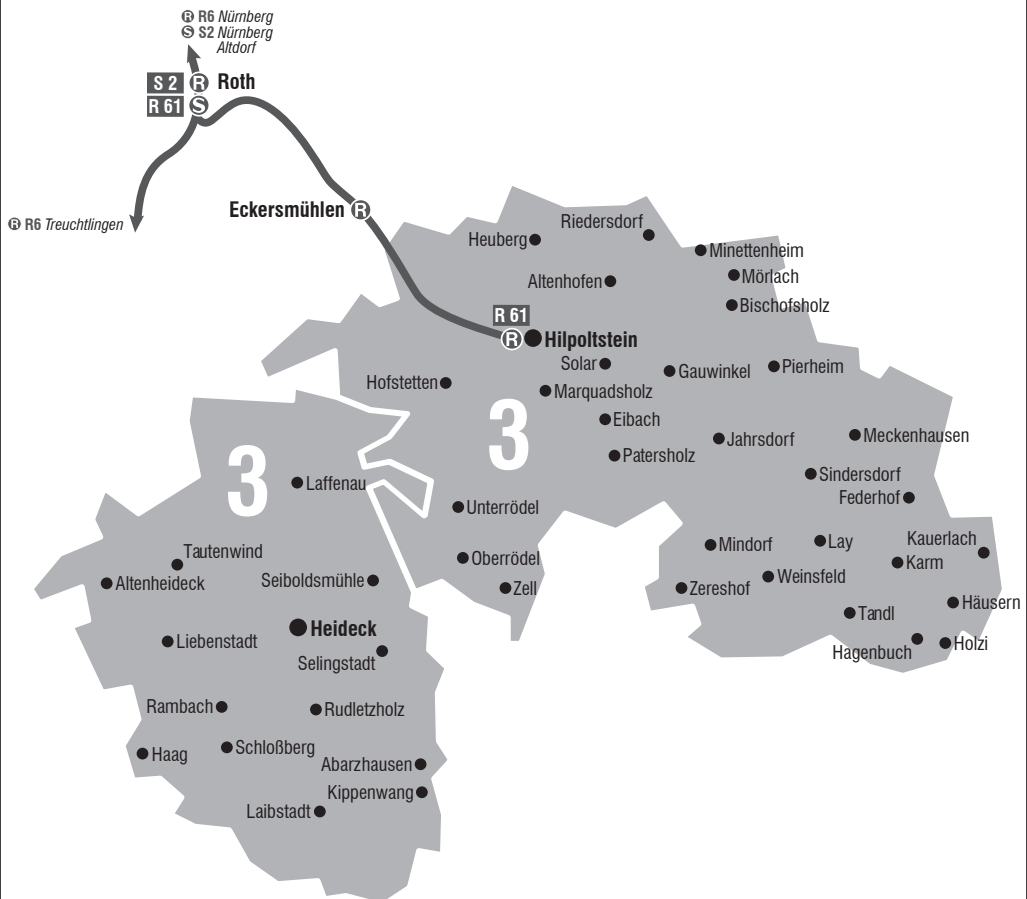 R R6 Nürnberg
S S2 Nürnberg
Altdorf
S 2 R Roth
R 61 S
Eckersmühlen R
R R6 Treuchtlingen
Riedersdorf
Heuberg
Minettenheim
Mörlach
Altenhofen
Bischofsholz
R 61
R Hilpoltstein
Solar
Gauwinkel
Pierheim
Hofstetten
Marquadsholz
3
Eibach
Jahrsdorf
Meckenhausen
Patersholz
3
Sindersdorf
Laffenau
Federhof
Unterrödel
Kauerlach
Mindorf
Lay
Tautenwind
Oberrödel
Karm
Altenheideck
Seiboldsmühle
Weinsfeld
Zell
Zereshof
Häusern
Tandl
Heideck
Liebenstadt
Selingstadt
Hagenbuch
Holzi
Rambach
Rudletzholz
Haag
Schloßberg
Abarzhausen
Kippenwang
Laibstadt